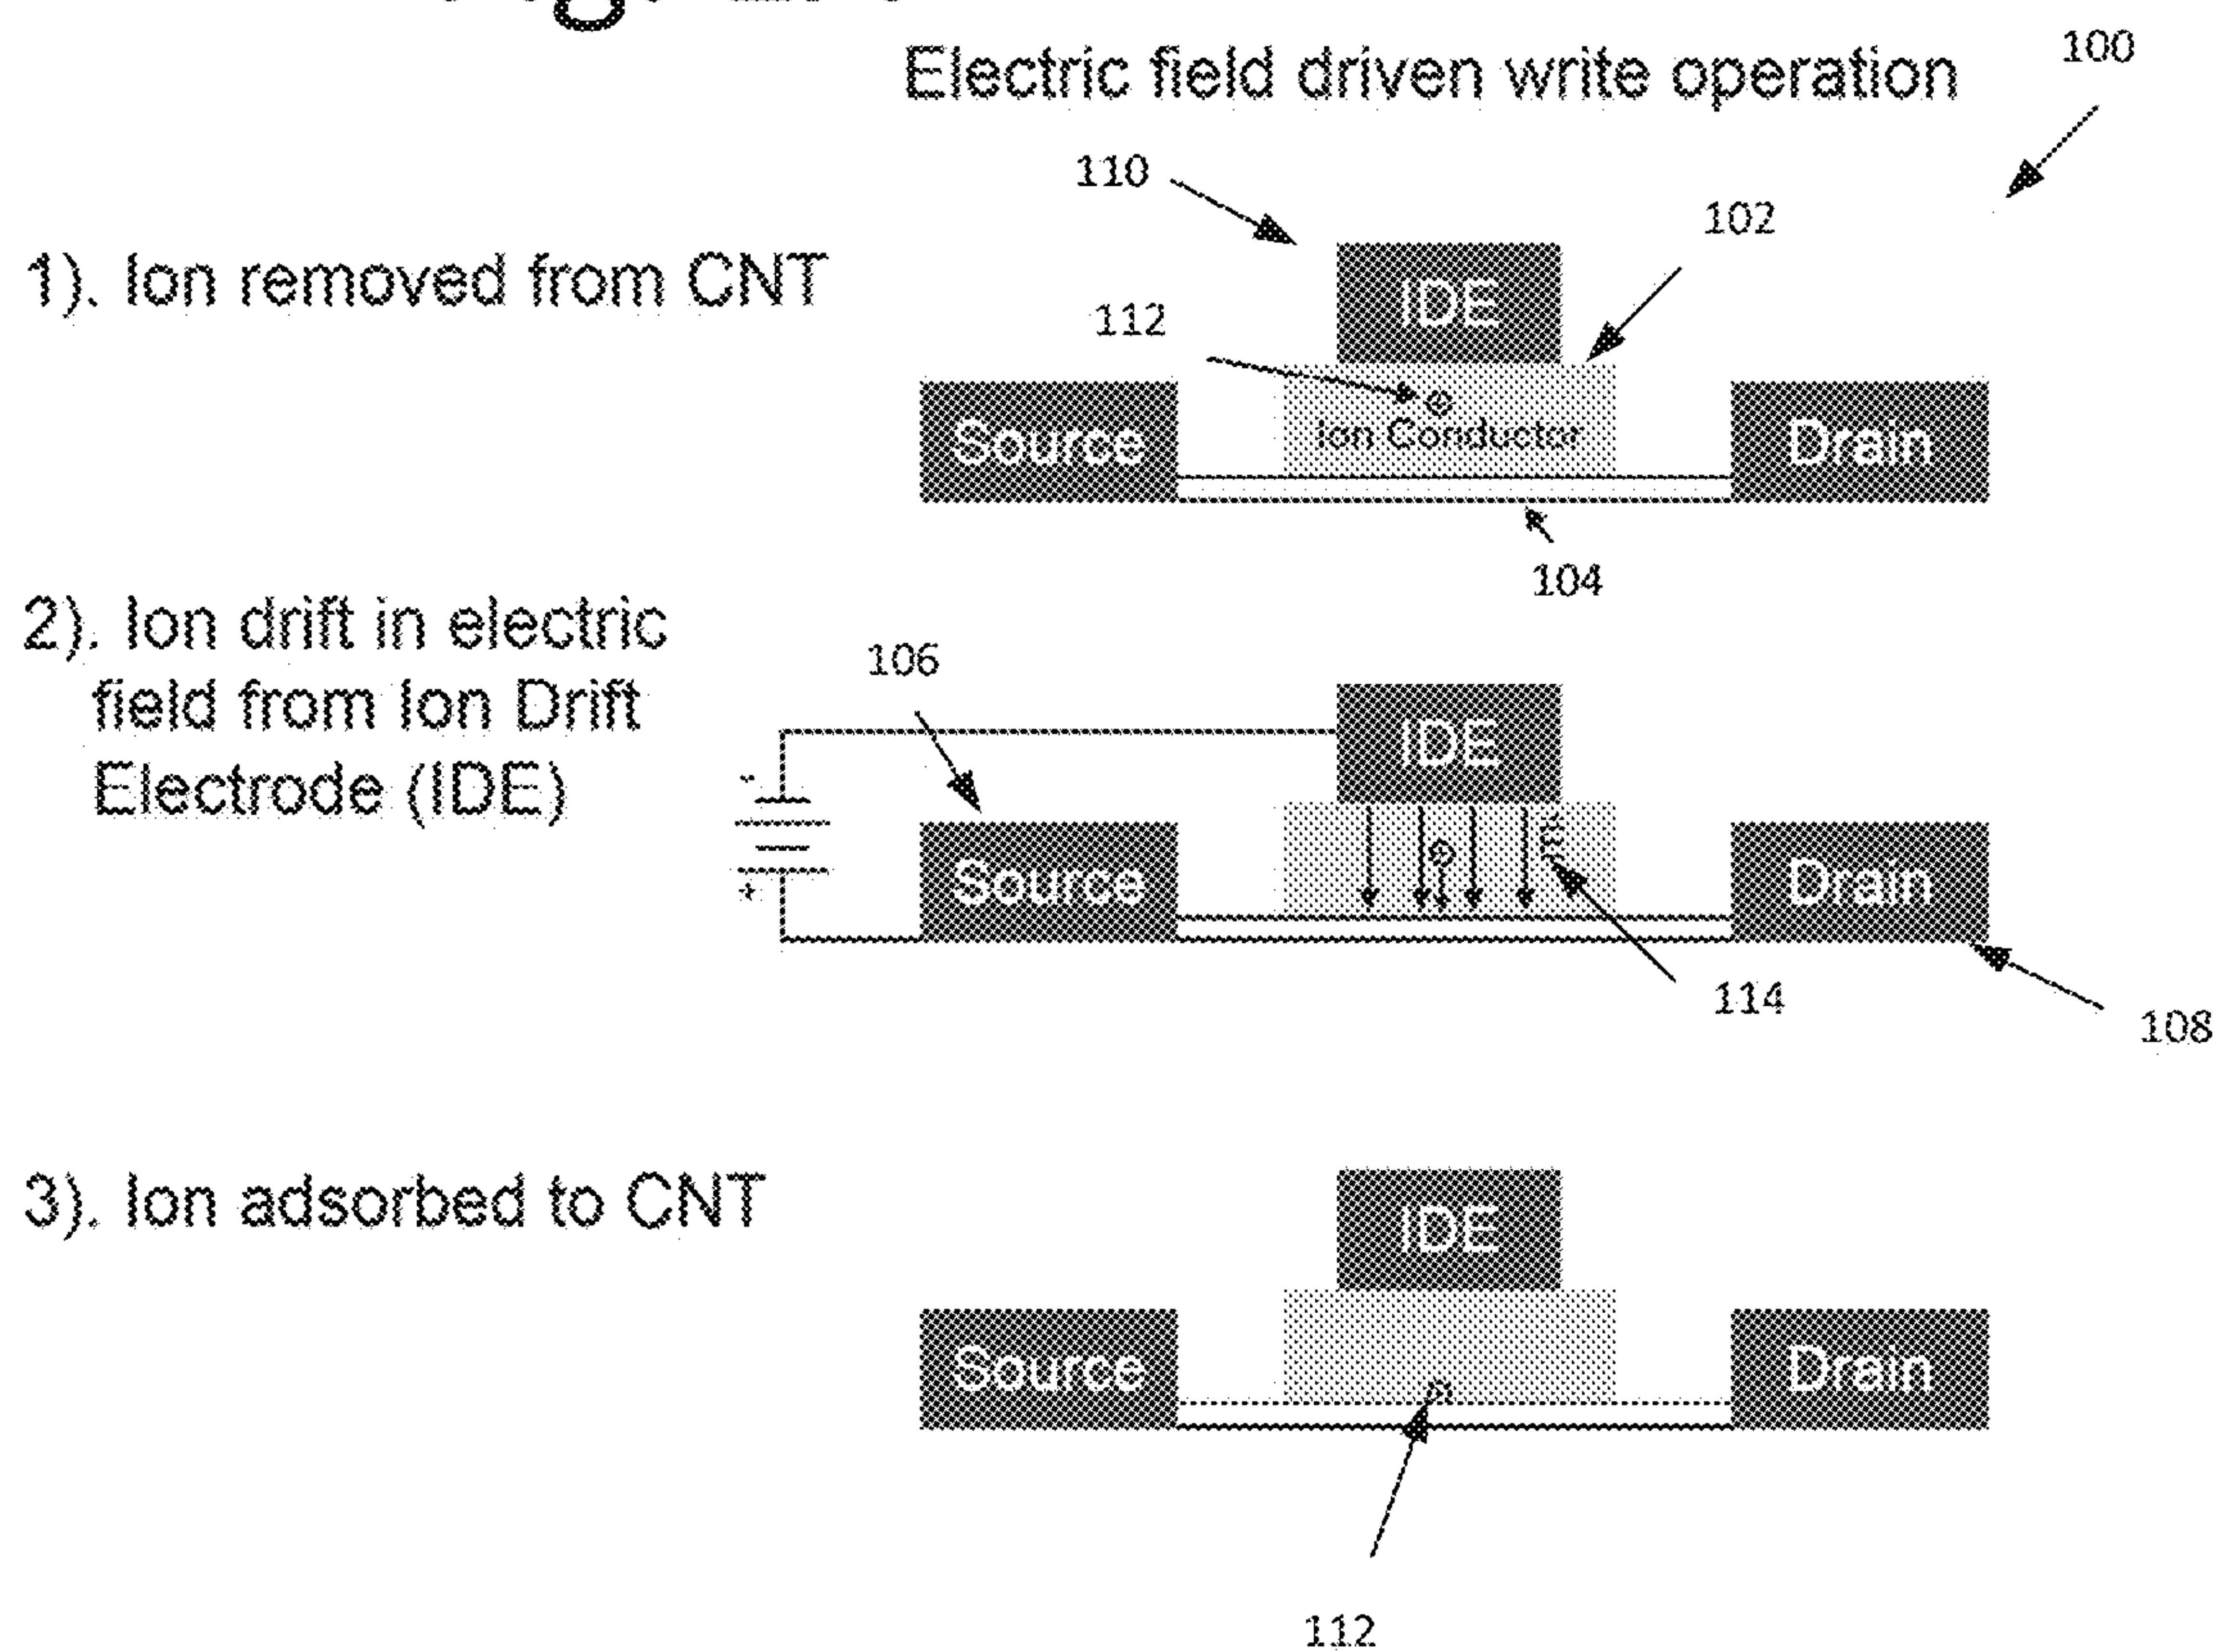 Electric field driven write operation
100
110
102
1). Ion removed from CNT
IDE
112
Source
Ion Conductor
Drain
104
2). Ion drift in electric
field from Ion Drift
Electrode (IDE)
106
IDE
-
E
Source
+
Drain
114
108
3). Ion adsorbed to CNT
IDE
Source
Drain
112